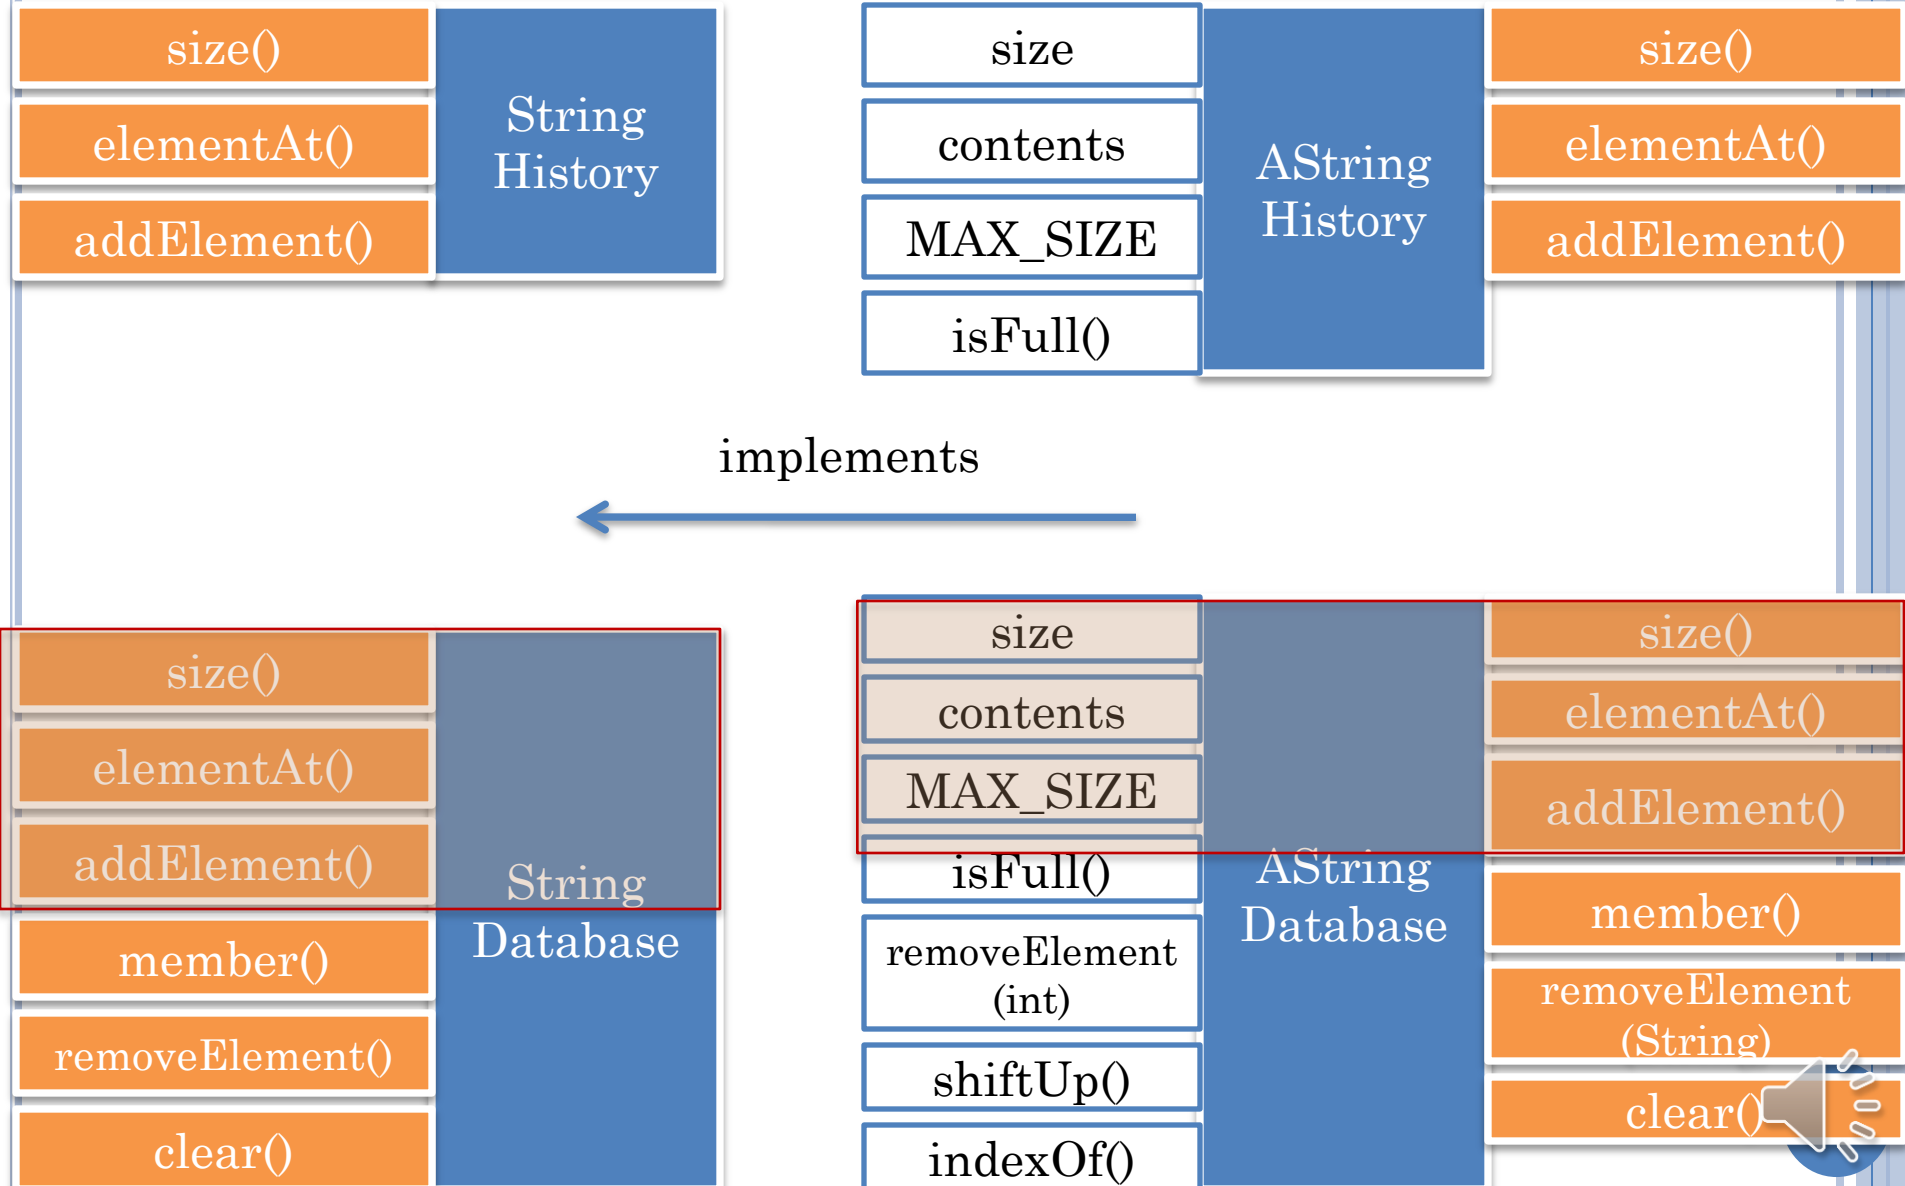 size()
elementAt()
addElement()
String
History
size
contents
MAX_SIZE
isFull()
AString
History
size()
elementAt()
addElement()
implements
size()
elementAt()
addElement()
member()
removeElement()
clear()
String
Database
size
contents
MAX_SIZE
isFull()
removeElement
(int)
shiftUp()
indexOf()
AString
Database
size()
elementAt()
addElement()
member()
removeElement
(String)
clear()